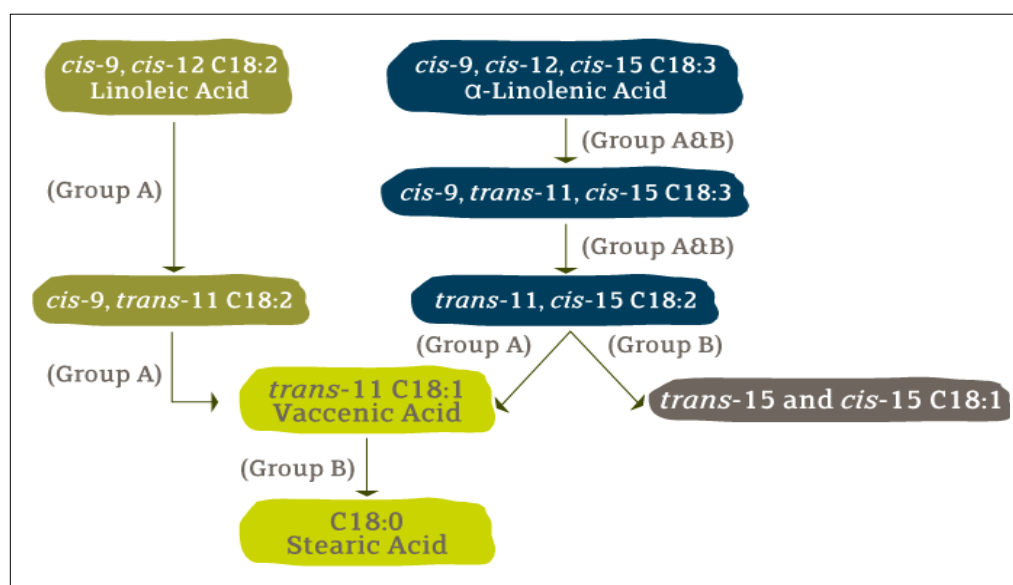 cis-9, cis-12 C18:2
Linoleic Acid
cis-9, cis-12, cis-15 C18:3
α-Linolenic Acid
(Group A&B)
(Group A)
cis-9, trans-11, cis-15 C18:3
(Group A&B)
cis-9, trans-11 C18:2
trans-11, cis-15 C18:2
(Group A)
(Group A)
(Group B)
trans-11 C18:1
Vaccenic Acid
trans-15 and cis-15 C18:1
(Group B)
C18:0
Stearic Acid